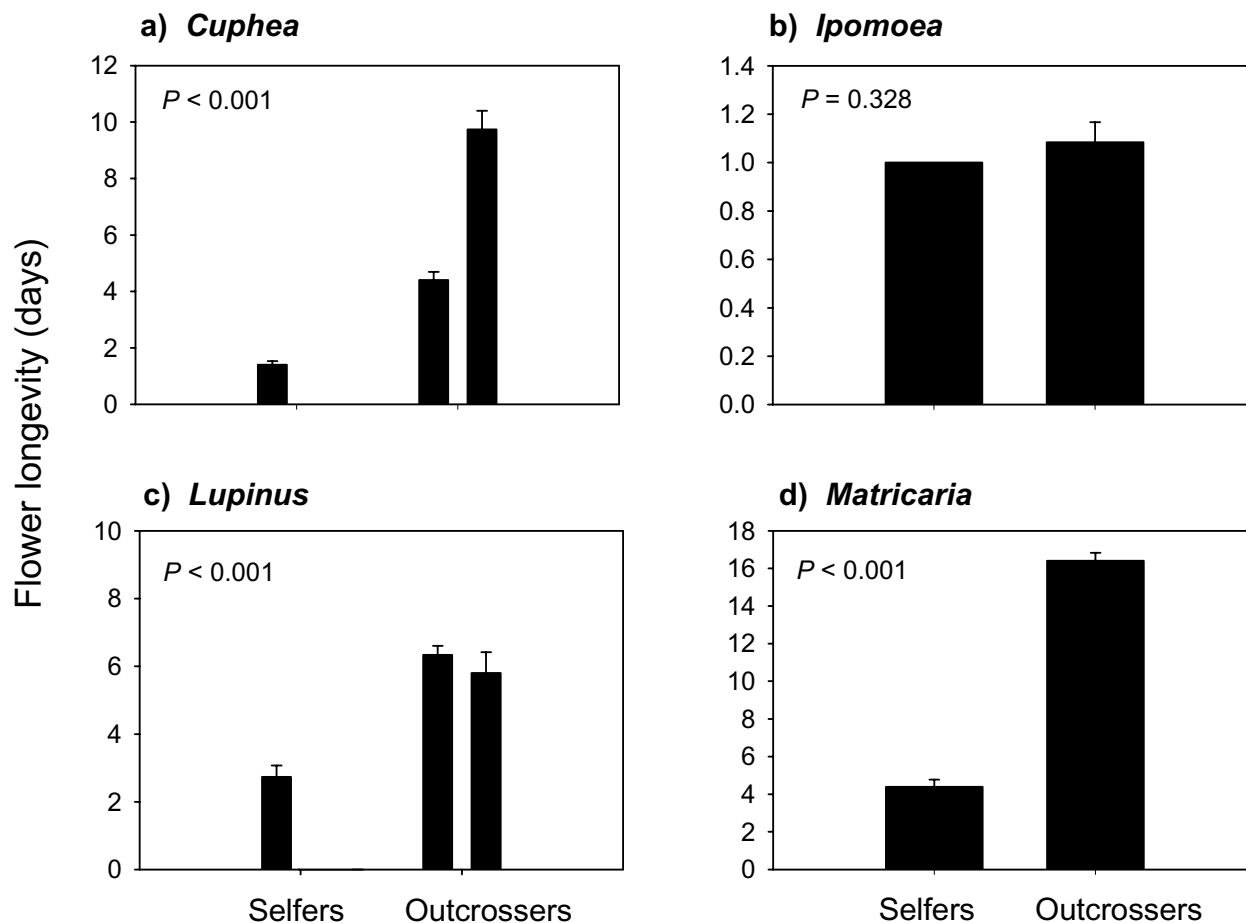 Flower longevity (days)
a) Cuphea
P < 0.001
12
10
8
6
4
2
0
b) Ipomoea
P = 0.328
1.4
1.2
1.0
0.8
0.6
0.4
0.2
0.0
c) Lupinus
P < 0.001
10
8
6
4
2
0
Selfers Outcrossers
d) Matricaria
P < 0.001
18
16
14
12
10
8
6
4
2
0
Selfers Outcrossers